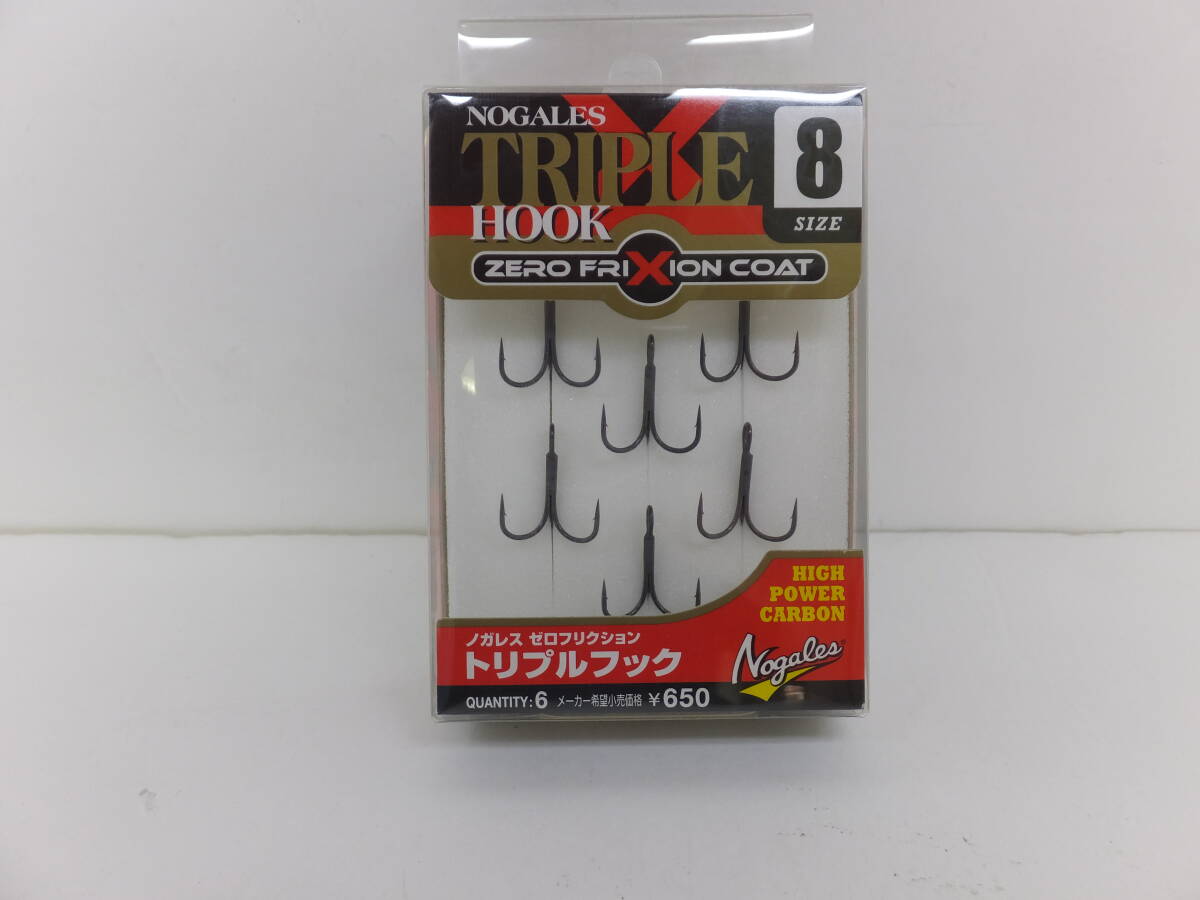 NOGALES
TRIPLE
HOOK
X
8
SIZE
ZERO FRIXION COAT
HIGH
POWER
CARBON
ノガレス ゼロフリクション
トリプルフック
Nogales
QUANTITY:6 メーカー希望小売価格 ¥650